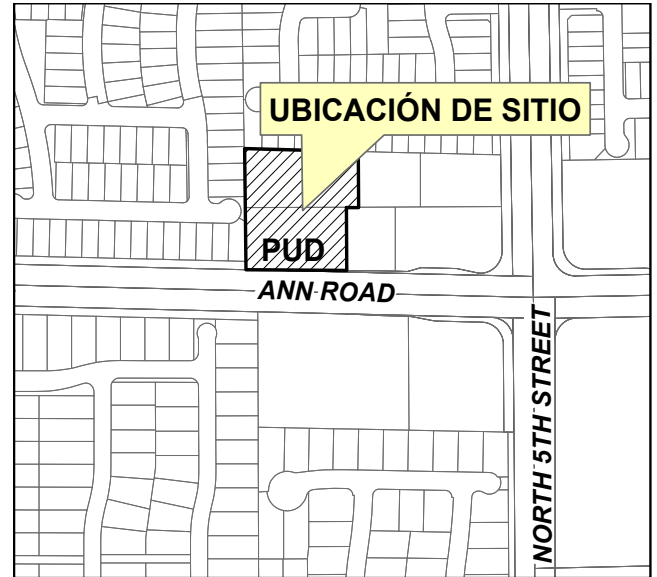 UBICACIÓN DE SITIO
PUD
ANN ROAD
NORTH 5TH STREET